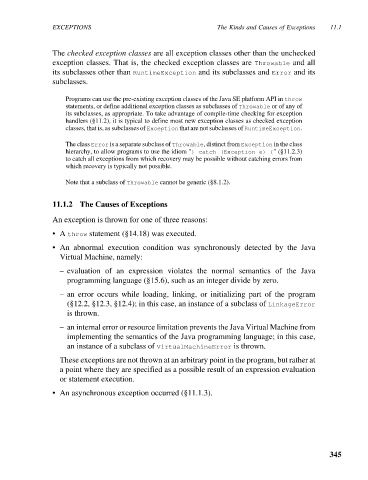 EXCEPTIONS The Kinds and Causes of Exceptions 11.1
The checked exception classes are all exception classes other than the unchecked
exception classes. That is, the checked exception classes are Throwable and all
its subclasses other than RuntimeException and its subclasses and Error and its
subclasses.
Programs can use the pre-existing exception classes of the Java SE platform API in throw
statements, or define additional exception classes as subclasses of Throwable or of any of
its subclasses, as appropriate. To take advantage of compile-time checking for exception
handlers (§11.2), it is typical to define most new exception classes as checked exception
classes, that is, as subclasses of Exception that are not subclasses of RuntimeException.
The class Error is a separate subclass of Throwable, distinct from Exception in the class
hierarchy, to allow programs to use the idiom "} catch (Exception e) {" (§11.2.3)
to catch all exceptions from which recovery may be possible without catching errors from
which recovery is typically not possible.
Note that a subclass of Throwable cannot be generic (§8.1.2).
11.1.2 The Causes of Exceptions
An exception is thrown for one of three reasons:
• A throw statement (§14.18) was executed.
• An abnormal execution condition was synchronously detected by the Java
Virtual Machine, namely:
– evaluation of an expression violates the normal semantics of the Java
programming language (§15.6), such as an integer divide by zero.
– an error occurs while loading, linking, or initializing part of the program
(§12.2, §12.3, §12.4); in this case, an instance of a subclass of LinkageError
is thrown.
– an internal error or resource limitation prevents the Java Virtual Machine from
implementing the semantics of the Java programming language; in this case,
an instance of a subclass of VirtualMachineError is thrown.
These exceptions are not thrown at an arbitrary point in the program, but rather at
a point where they are specified as a possible result of an expression evaluation
or statement execution.
• An asynchronous exception occurred (§11.1.3).
345